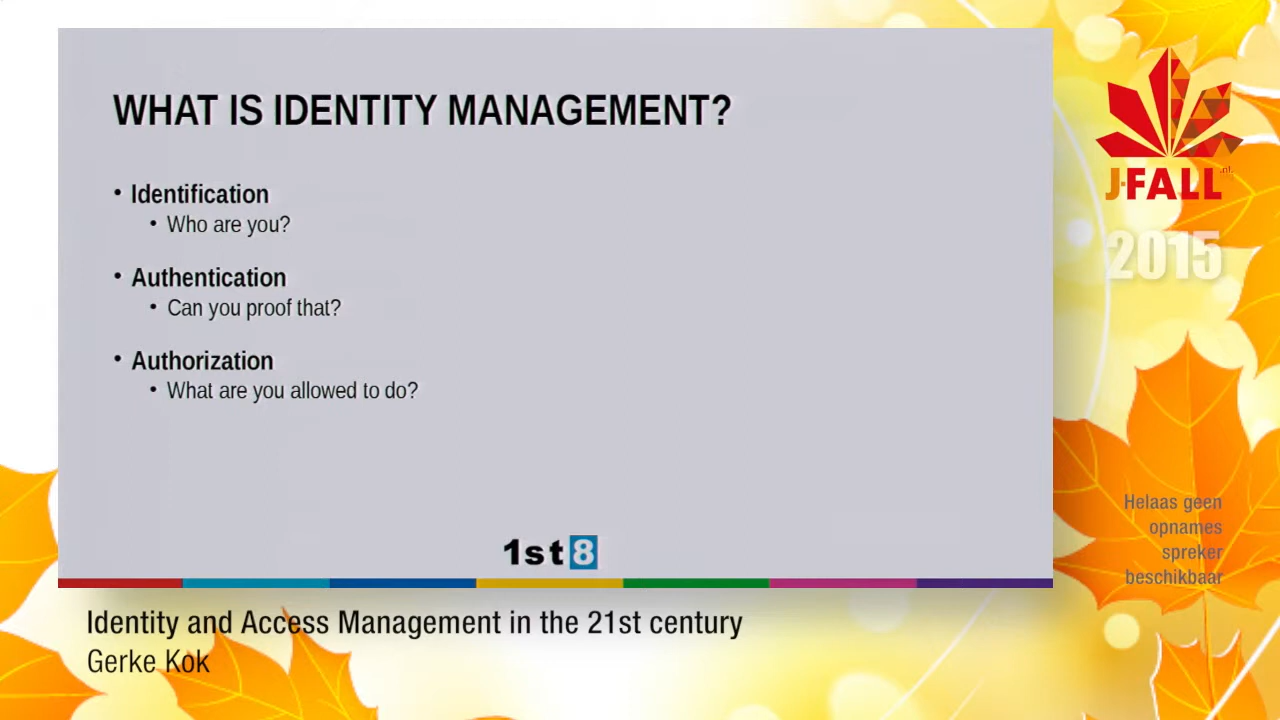 WHAT IS IDENTITY MANAGEMENT?
• Identification
• Who are you?
• Authentication
• Can you proof that?
• Authorization
• What are you allowed to do?
1st8
Identity and Access Management in the 21st century
Gerke Kok
J-FALL.nl
2015
Helaas geen
opnames
spreker
beschikbaar